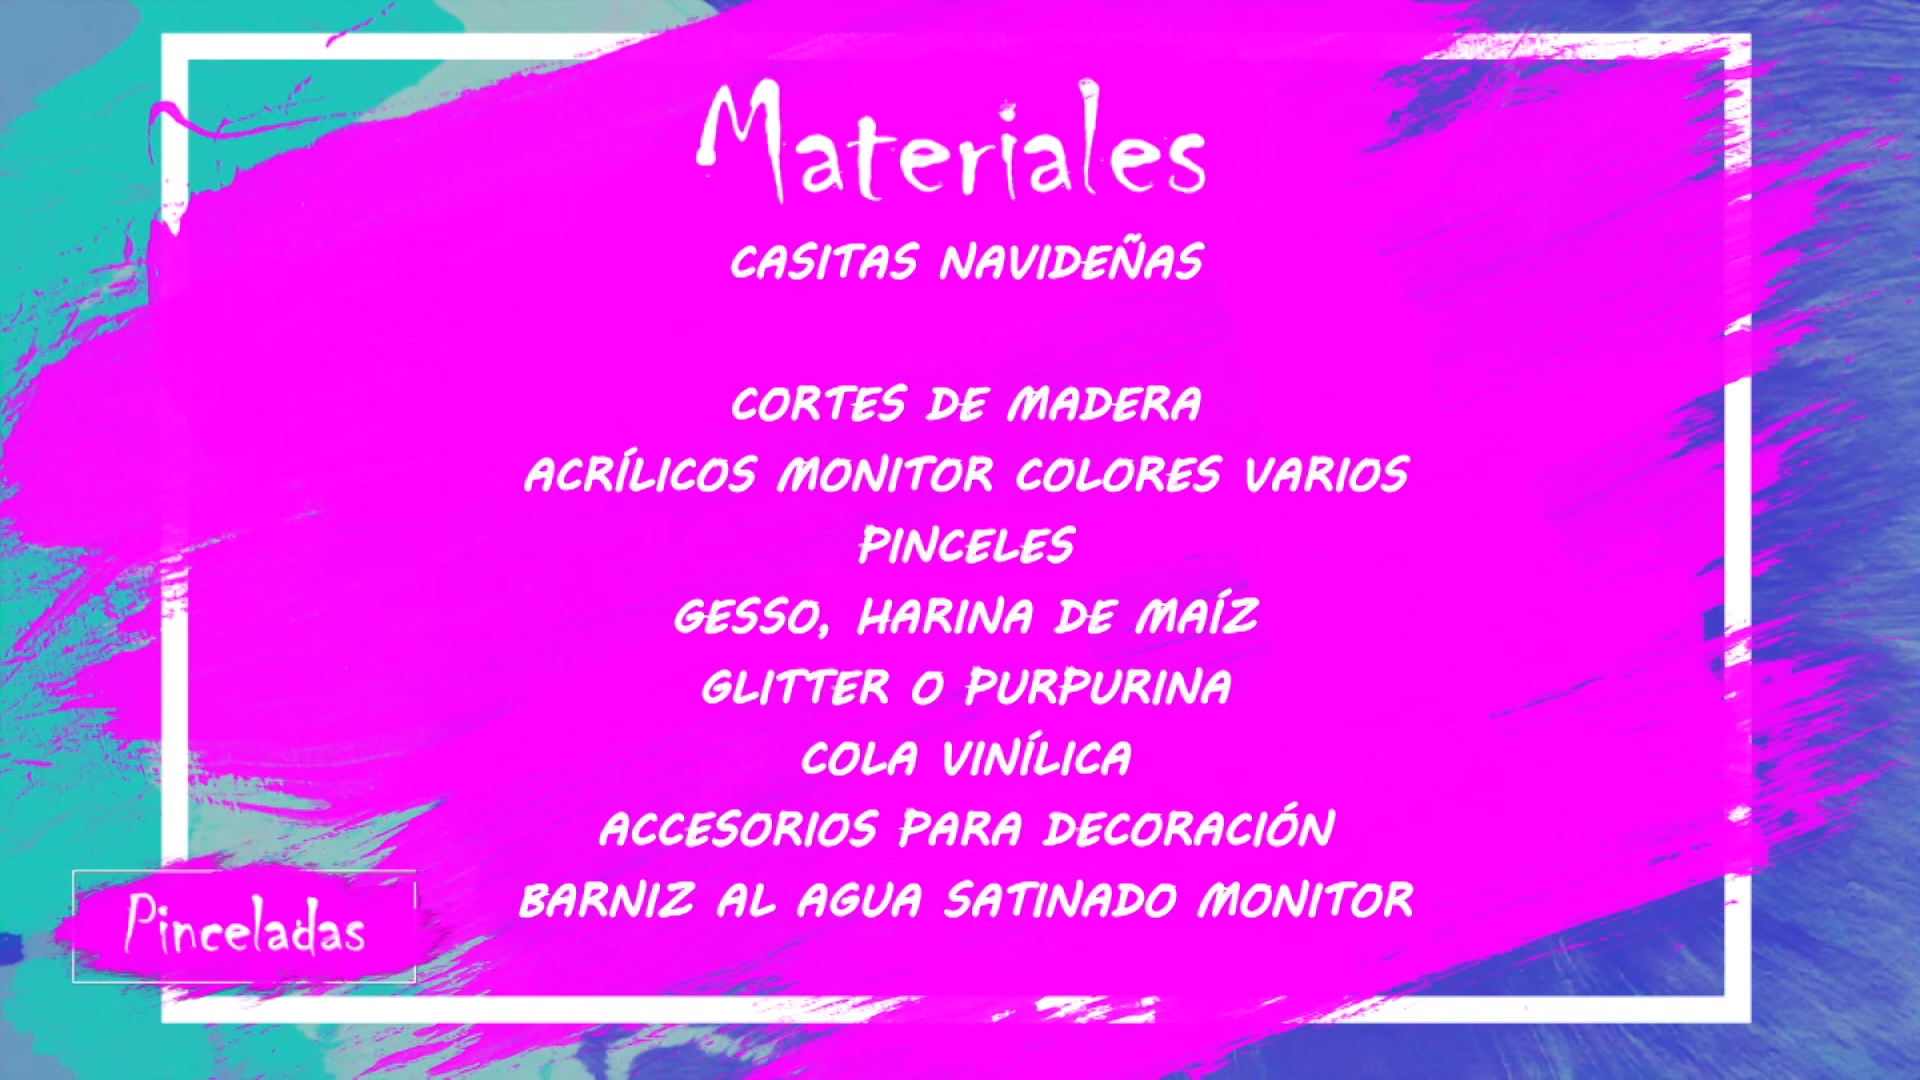 Materiales
CASITAS NAVIDEÑAS
CORTES DE MADERA
ACRÍLICOS MONITOR COLORES VARIOS
PINCELES
GESSO, HARINA DE MAÍZ
GLITTER O PURPURINA
COLA VINÍLICA
ACCESORIOS PARA DECORACIÓN
BARNIZ AL AGUA SATINADO MONITOR
Pinceladas